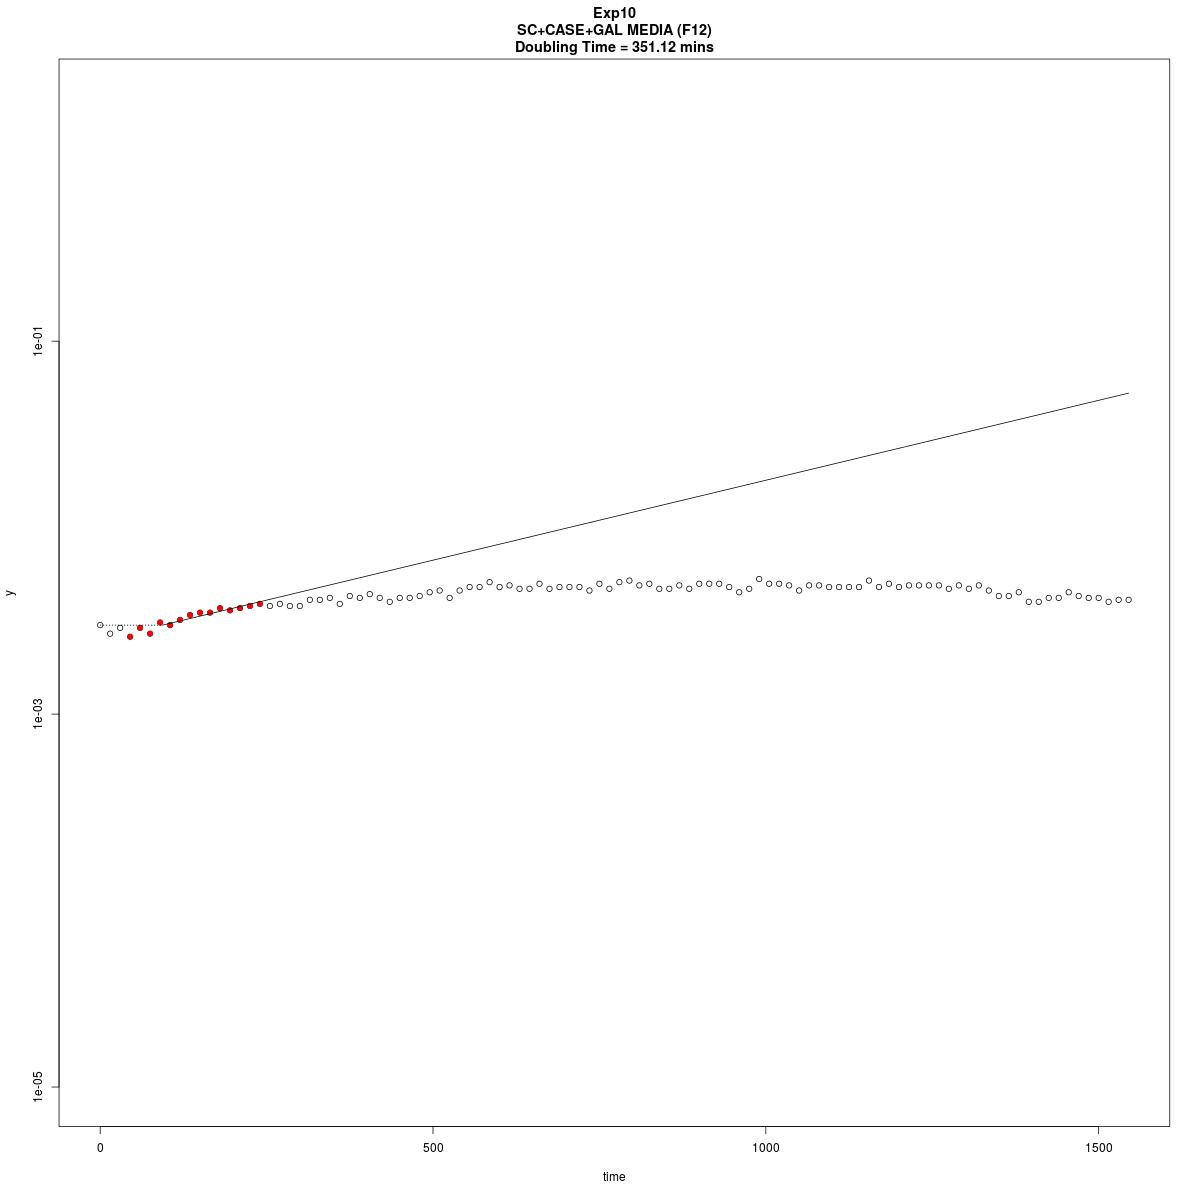 Exp10
SC+CASE+GAL MEDIA (F12)
Doubling Time = 351.12 mins
1e-01
1e-03
1e-05
y
0
500
1000
1500
time